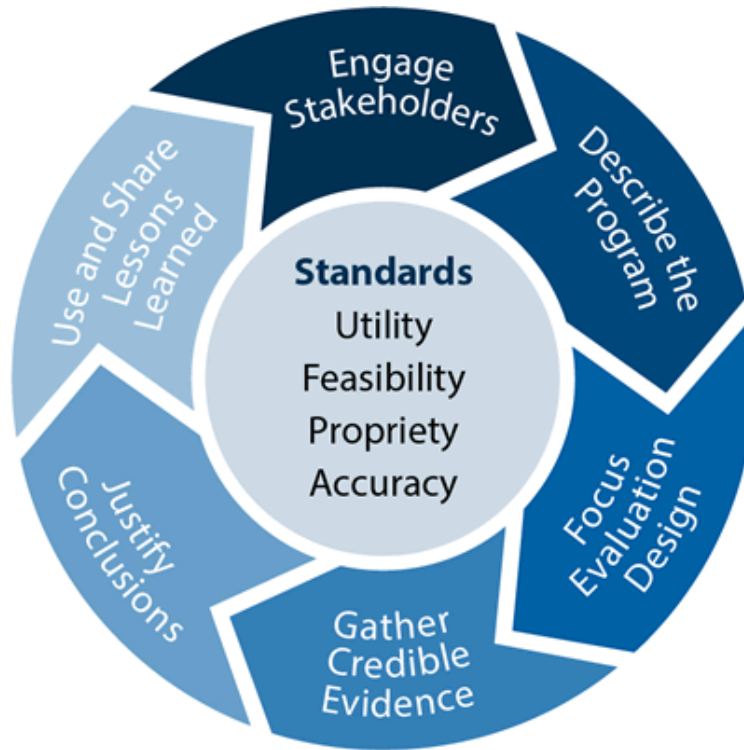 Engage
Stakeholders
Describe the
Program
Focus
Evaluation
Design
Gather
Credible
Evidence
Justify
Conclusions
Use and Share
Lessons
Learned
Standards
Utility
Feasibility
Propriety
Accuracy